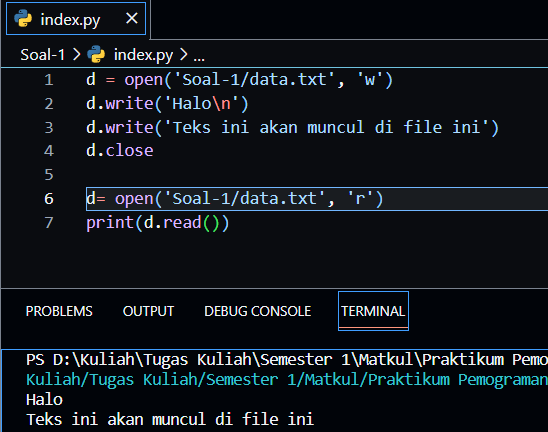 index.py
Soal-1 > index.py > ...
1 d = open('Soal-1/data.txt', 'w')
2 d.write('Halo\n')
3 d.write('Teks ini akan muncul di file ini')
4 d.close
5
6 d= open('Soal-1/data.txt', 'r')
7 print(d.read())
PROBLEMS OUTPUT DEBUG CONSOLE TERMINAL
PS D:\Kuliah\Tugas Kuliah\Semester 1\Matkul\Praktikum Pemo
Kuliah/Tugas Kuliah/Semester 1/Matkul/Praktikum Pemograman
Halo
Teks ini akan muncul di file ini